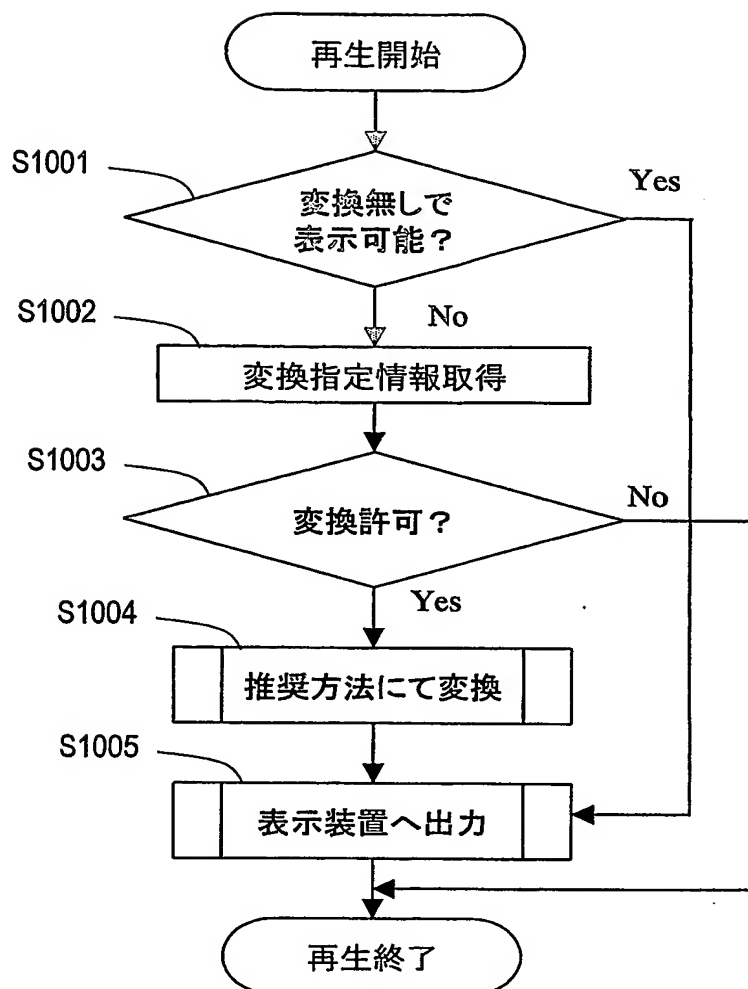 再生開始
S1001
変換無しで
表示可能？
Yes
No
S1002
変換指定情報取得
S1003
変換許可？
No
Yes
S1004
推奨方法にて変換
S1005
表示装置へ出力
再生終了